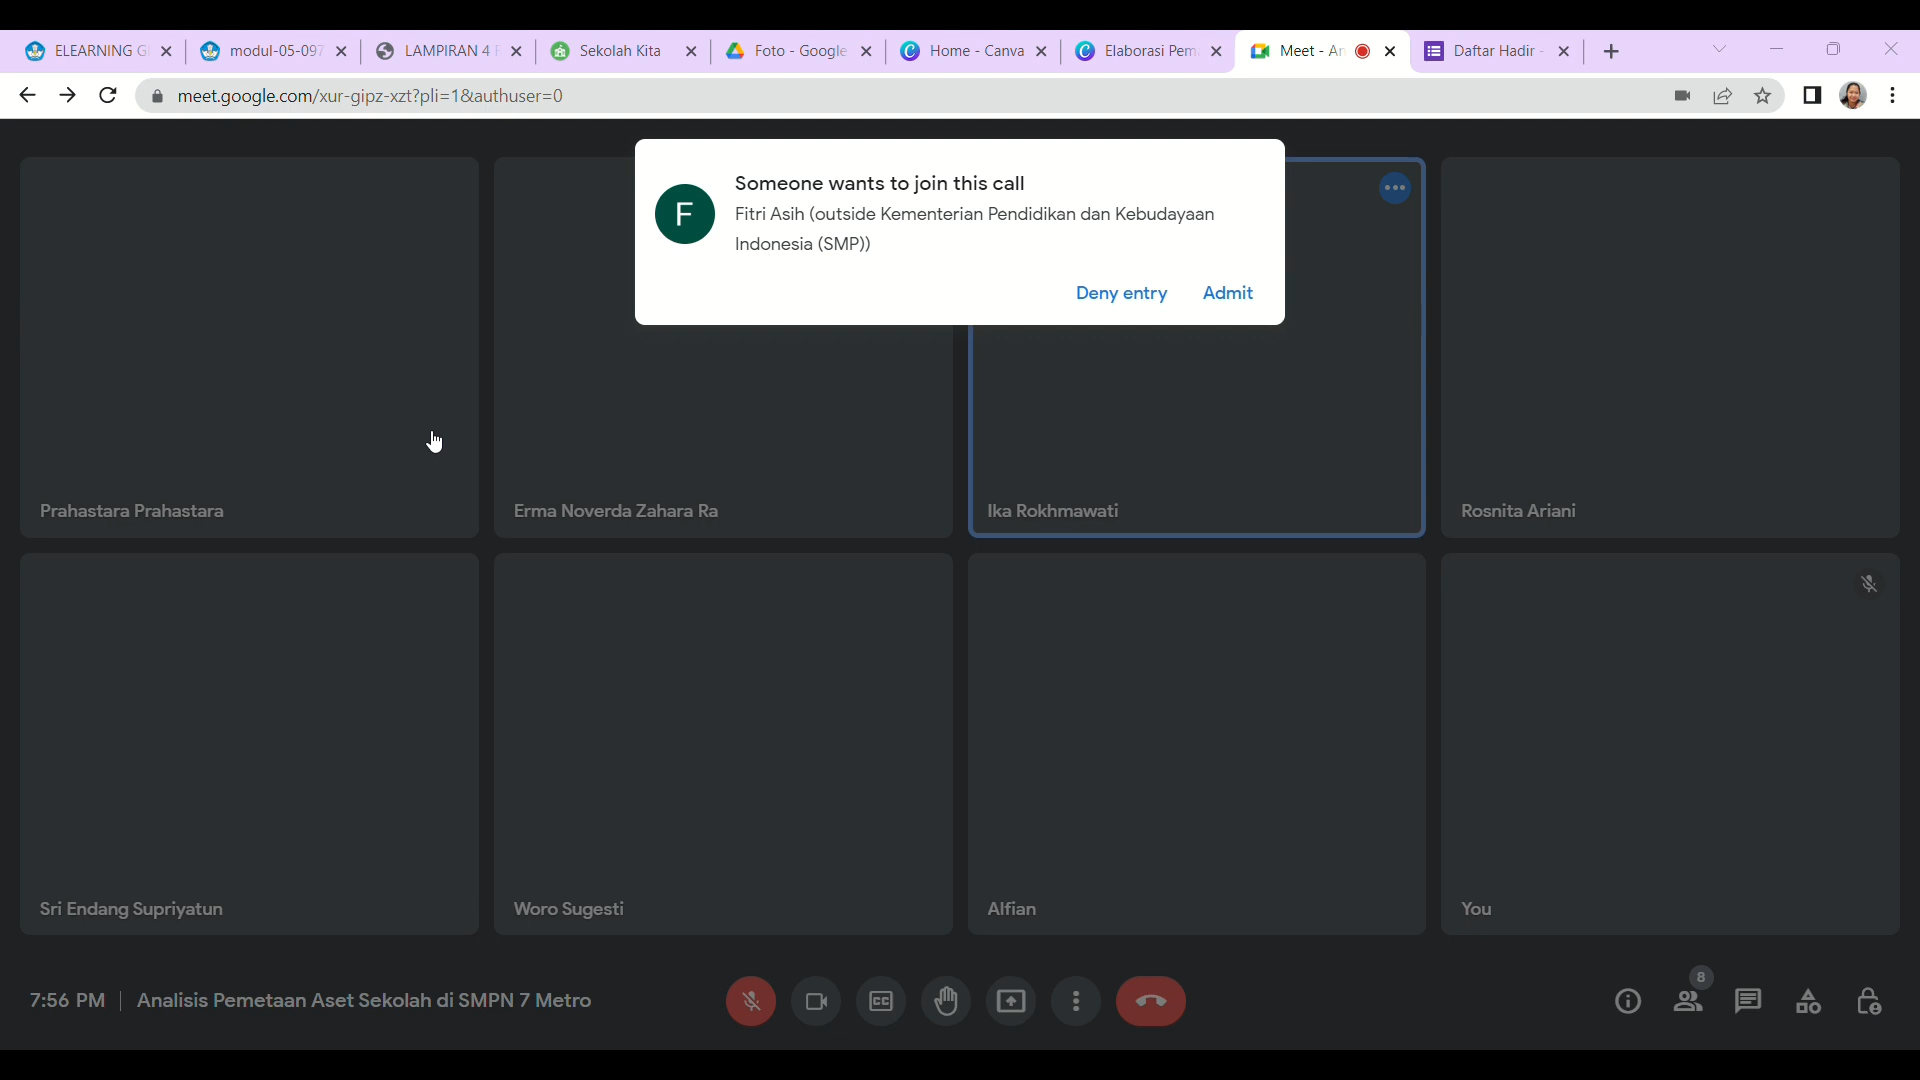 ELEARNING G
modul-05-097
LAMPIRAN 4 F
Sekolah Kita
Foto - Google
Home - Canva
Elaborasi Pem
Meet - An
Daftar Hadir -
meet.google.com/xur-gipz-xzt?pli=1&authuser=0
F
Someone wants to join this call
Fitri Asih (outside Kementerian Pendidikan dan Kebudayaan
Indonesia (SMP))
Deny entry
Admit
Prahastara Prahastara
Erma Noverda Zahara Ra
Ika Rokhmawati
Rosnita Ariani
Sri Endang Supriyatun
Woro Sugesti
Alfian
You
7:56 PM | Analisis Pemetaan Aset Sekolah di SMPN 7 Metro
CC
8